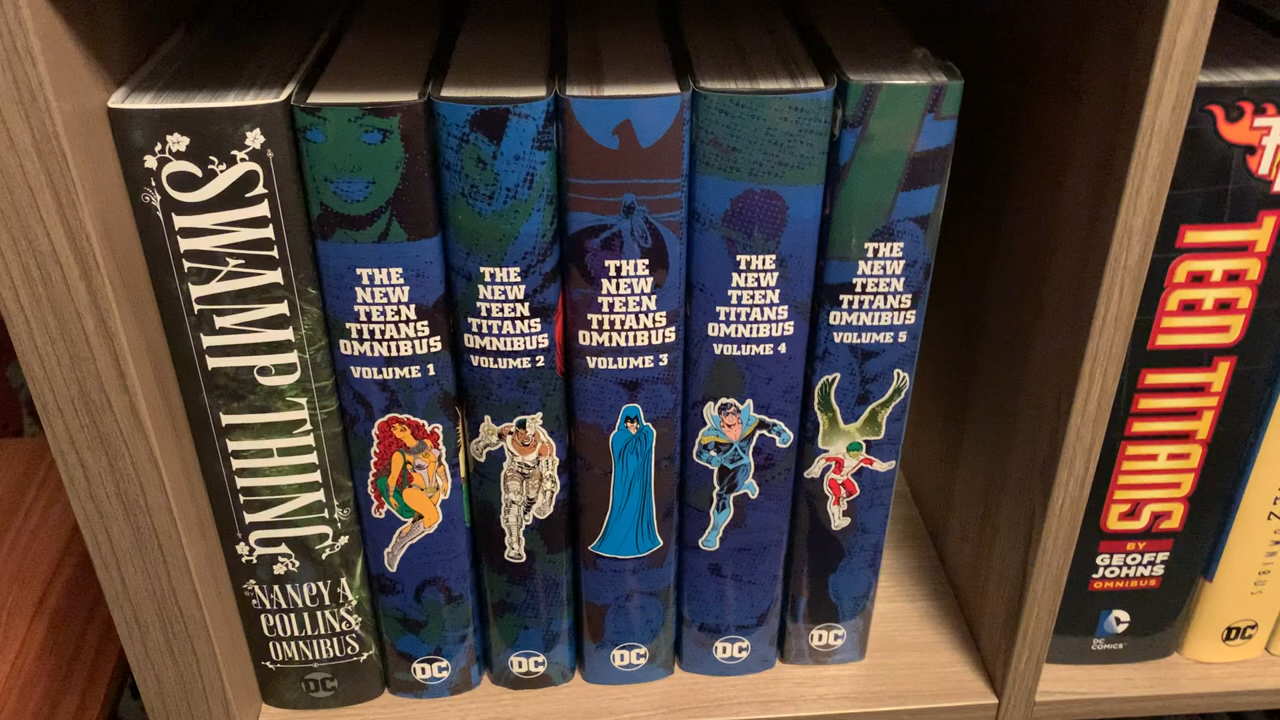 SWAMP THING
BY NANCY A
COLLINS
OMNIBUS
DC
THE
NEW
TEEN
TITANS
OMNIBUS
VOLUME 1
DC
THE
NEW
TEEN
TITANS
OMNIBUS
VOLUME 2
DC
THE
NEW
TEEN
TITANS
OMNIBUS
VOLUME 3
DC
THE
NEW
TEEN
TITANS
OMNIBUS
VOLUME 4
DC
THE
NEW
TEEN
TITANS
OMNIBUS
VOLUME 5
DC
TEEN TITANS
BY
GEOFF
JOHNS
OMNIBUS
DC
COMICS™
DC